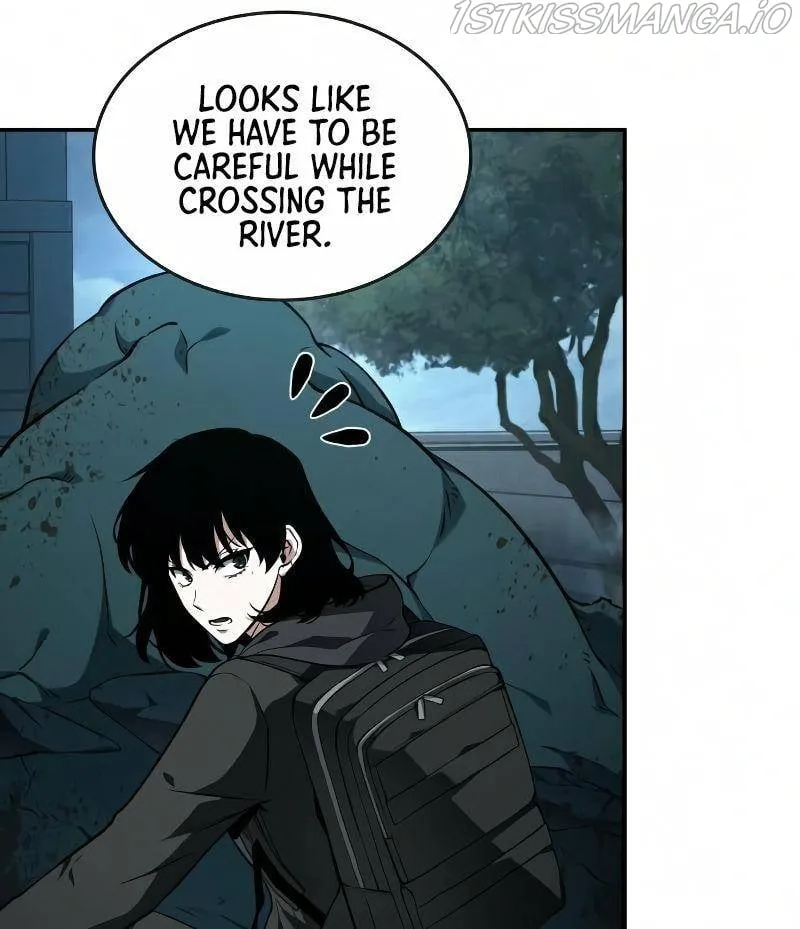 1STKISSMANGA.IO
LOOKS LIKE
WE HAVE TO BE
CAREFUL WHILE
CROSSING THE
RIVER.